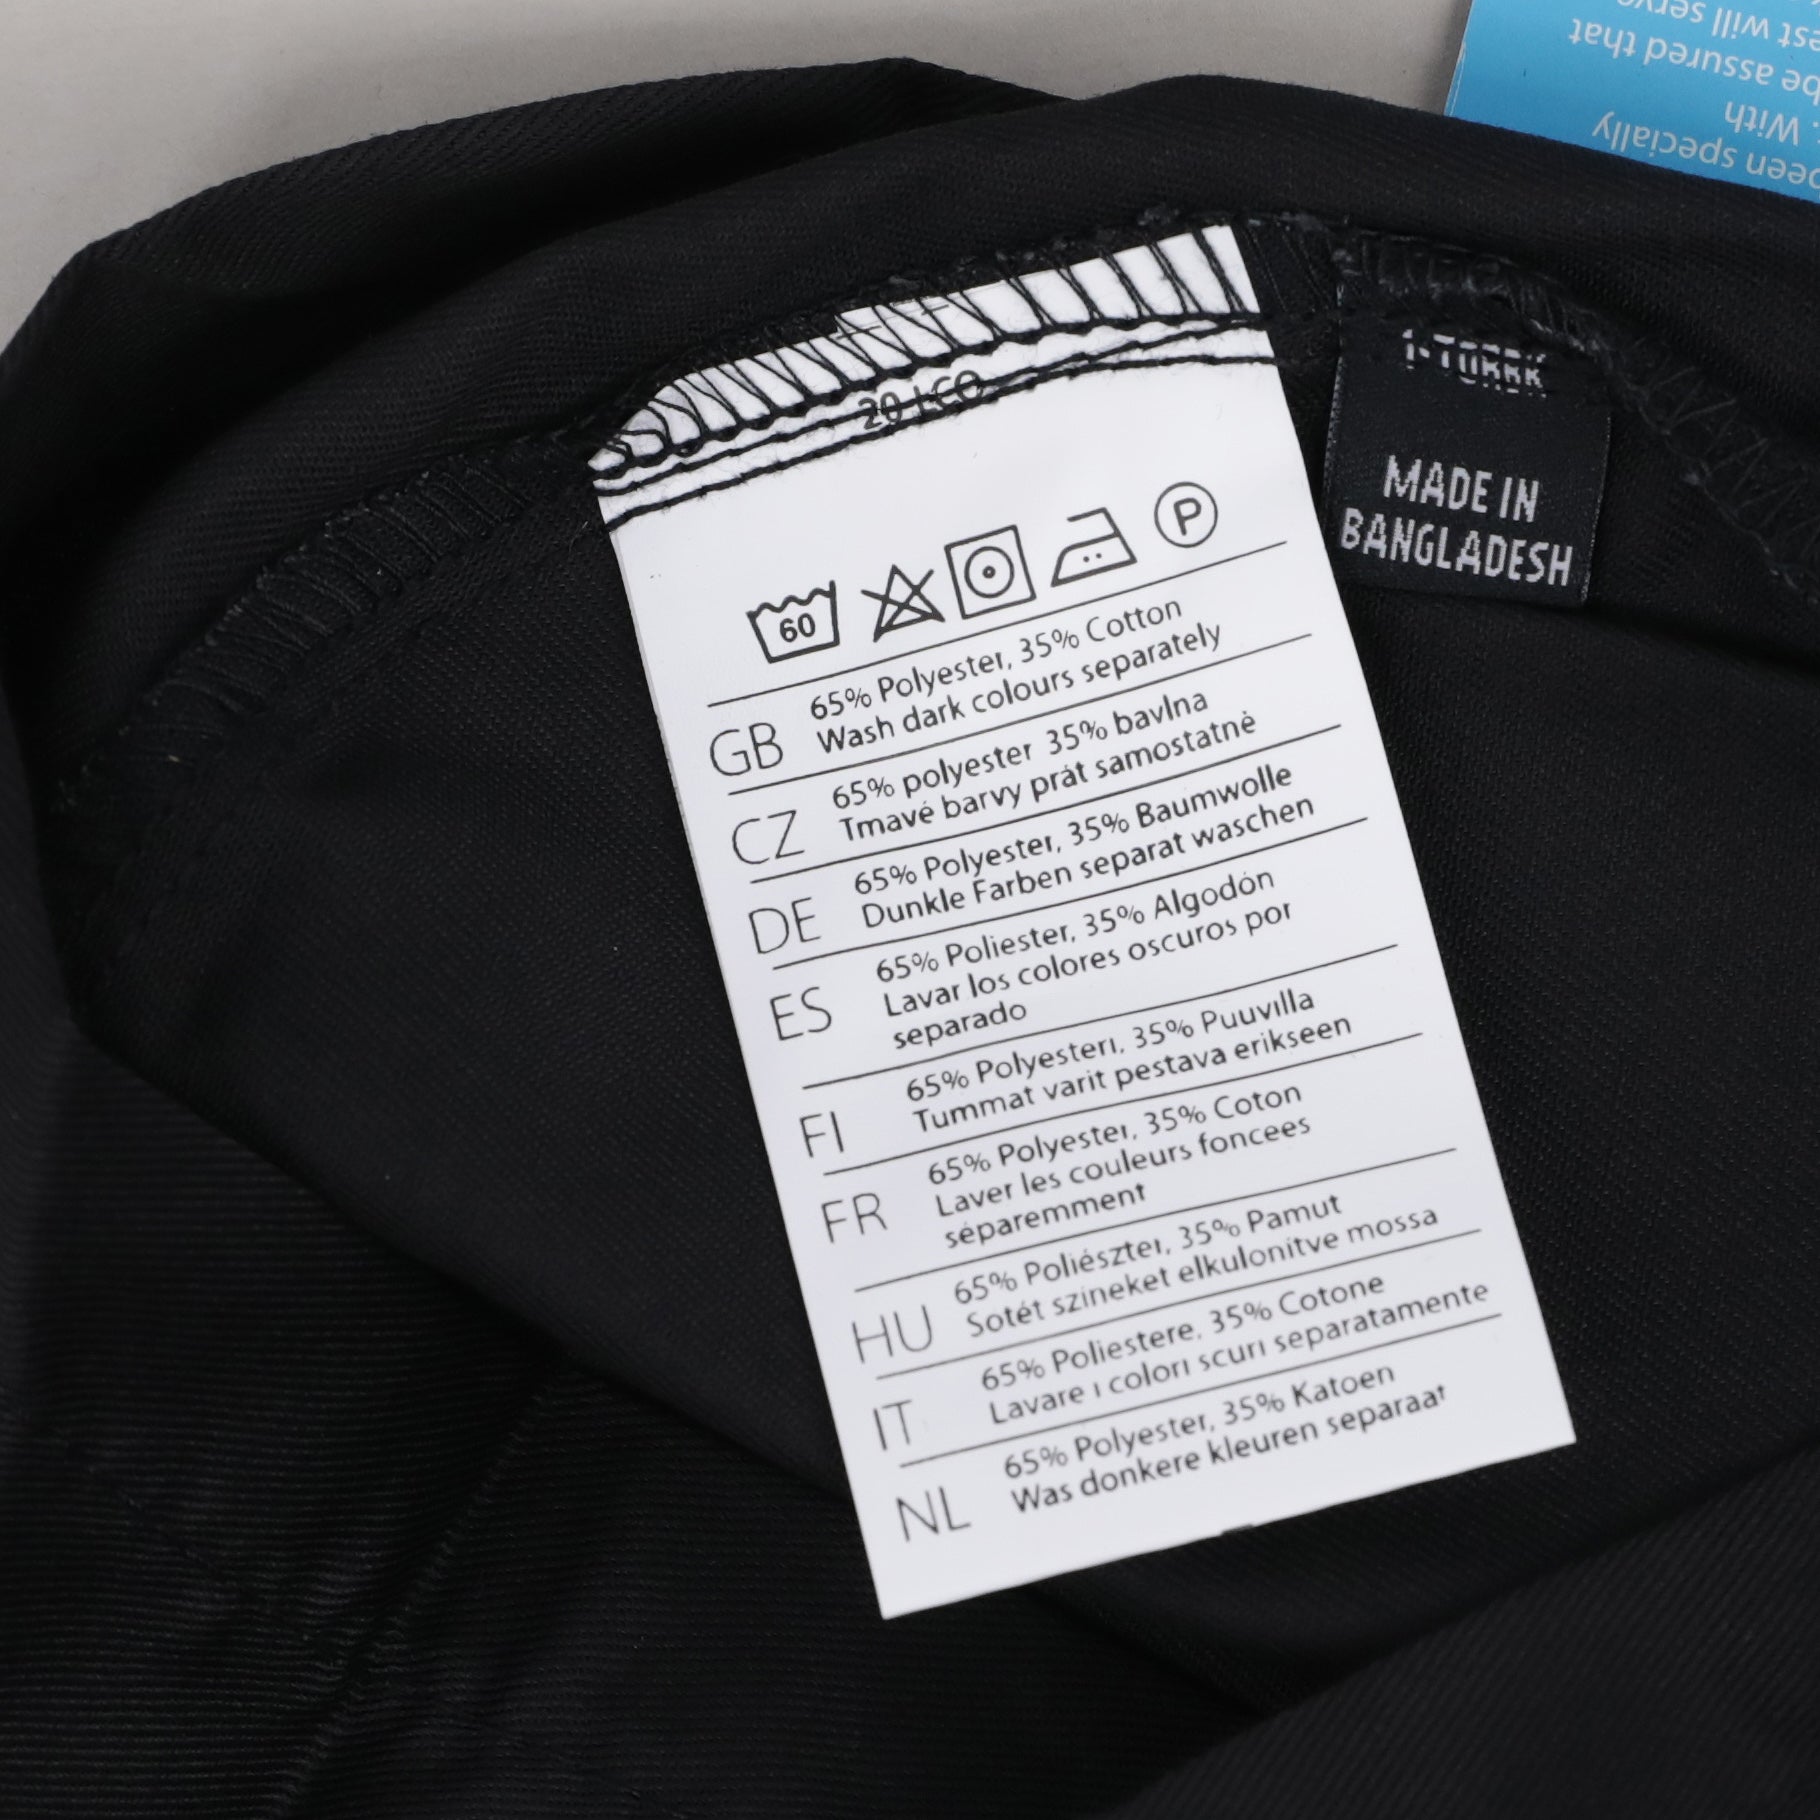 est will serve
be assured that
. With
been specially
MADE IN
BANGLADESH
60
P
GB
65% Polyester, 35% Cotton
Wash dark colours separately
CZ
65% polyester 35% bavlna
Tmavé barvy prát samostatně
DE
65% Polyester, 35% Baumwolle
Dunkle Farben separat waschen
ES
65% Poliester, 35% Algodón
Lavar los colores oscuros por
separado
FI
65% Polyesteri, 35% Puuvilla
Tummat varit pestava erikseen
FR
65% Polyester, 35% Coton
Laver les couleurs foncees
séparemment
HU
65% Poliészter, 35% Pamut
Sotét szineket elkulonitve mossa
IT
65% Poliestere, 35% Cotone
Lavare i colori scuri separatamente
NL
65% Polyester, 35% Katoen
Was donkere kleuren separaat